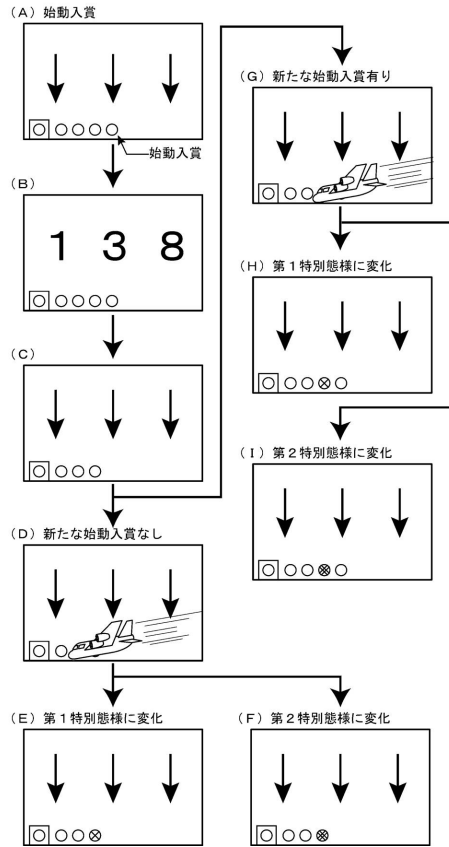 (A) 始動入賞
始動入賞
(B)
1 3 8
(C)
(D) 新たな始動入賞なし
(E) 第1特別態様に変化
(F) 第2特別態様に変化
(G) 新たな始動入賞有り
(H) 第1特別態様に変化
(I) 第2特別態様に変化